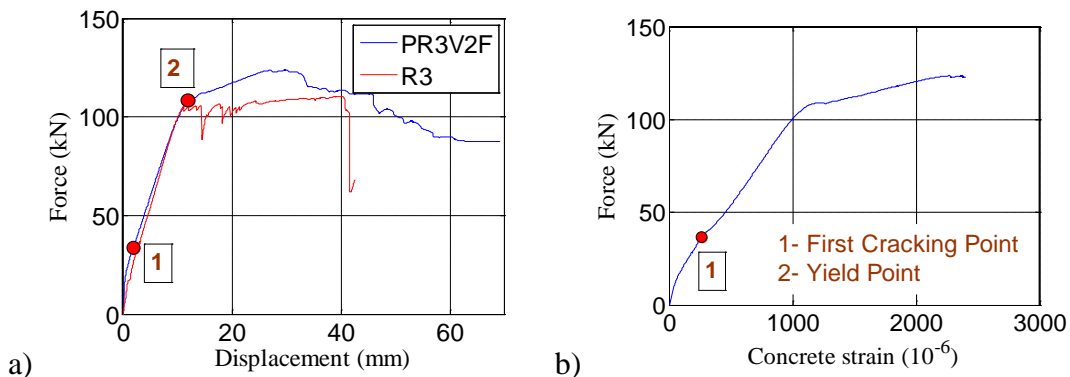 150
100
50
0
Force (kN)
2
1
PR3V2F
R3
0
20
40
60
Displacement (mm)
a)
150
100
50
0
Force (kN)
1
1- First Cracking Point
2- Yield Point
0
1000
2000
3000
Concrete strain (10-6)
b)